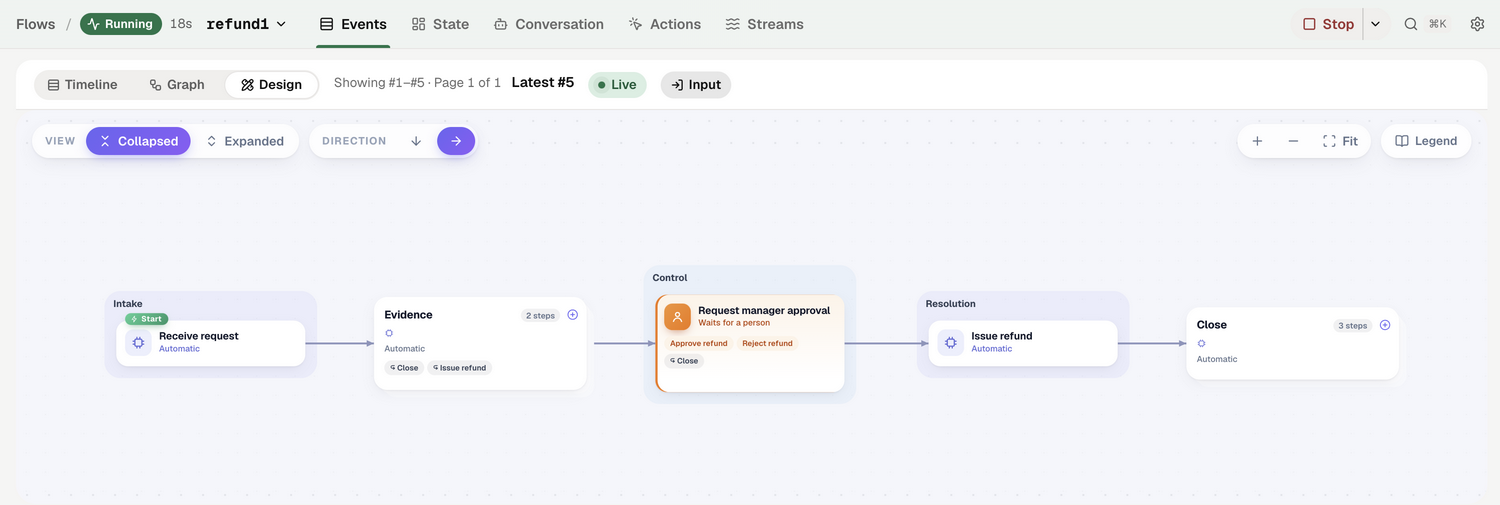 Flows / Running 18s refund1 Events State Conversation Actions Streams Stop ⌘K
Timeline Graph Design Showing #1–#5 · Page 1 of 1 Latest #5 Live Input
VIEW Collapsed Expanded DIRECTION Fit Legend
Intake
Start
Receive request
Automatic
Evidence 2 steps
Automatic
Close Issue refund
Control
Request manager approval
Waits for a person
Approve refund Reject refund
Close
Resolution
Issue refund
Automatic
Close 3 steps
Automatic